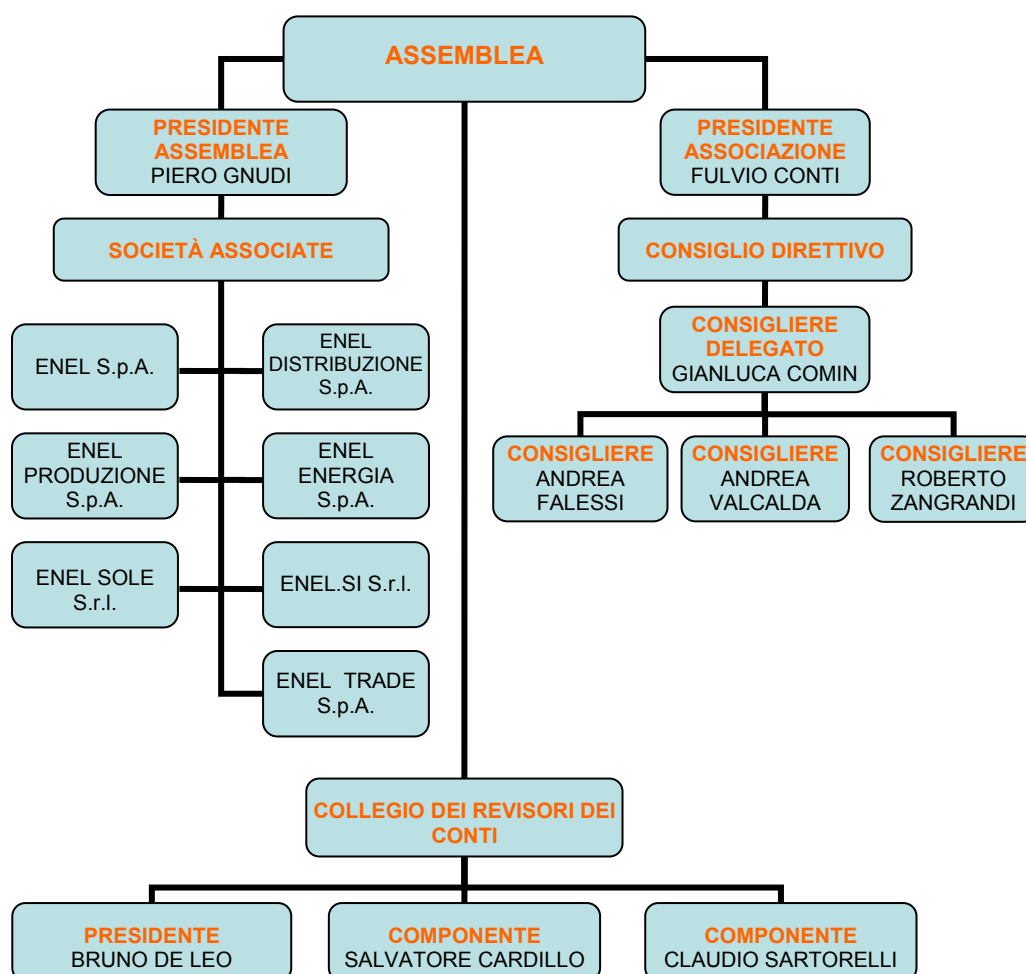 ASSEMBLEA
PRESIDENTE
ASSEMBLEA
PIERO GNUDI
PRESIDENTE
ASSOCIAZIONE
FULVIO CONTI
SOCIETÀ ASSOCIATE
CONSIGLIO DIRETTIVO
ENEL S.p.A.
ENEL
DISTRIBUZIONE
S.p.A.
CONSIGLIERE
DELEGATO
GIANLUCA COMIN
ENEL
PRODUZIONE
S.p.A.
ENEL
ENERGIA
S.p.A.
CONSIGLIERE
ANDREA
FALESSI
CONSIGLIERE
ANDREA
VALCALDA
CONSIGLIERE
ROBERTO
ZANGRANDI
ENEL SOLE
S.r.l.
ENEL.SI S.r.l.
ENEL TRADE
S.p.A.
COLLEGIO DEI REVISORI DEI
CONTI
PRESIDENTE
BRUNO DE LEO
COMPONENTE
SALVATORE CARDILLO
COMPONENTE
CLAUDIO SARTORELLI